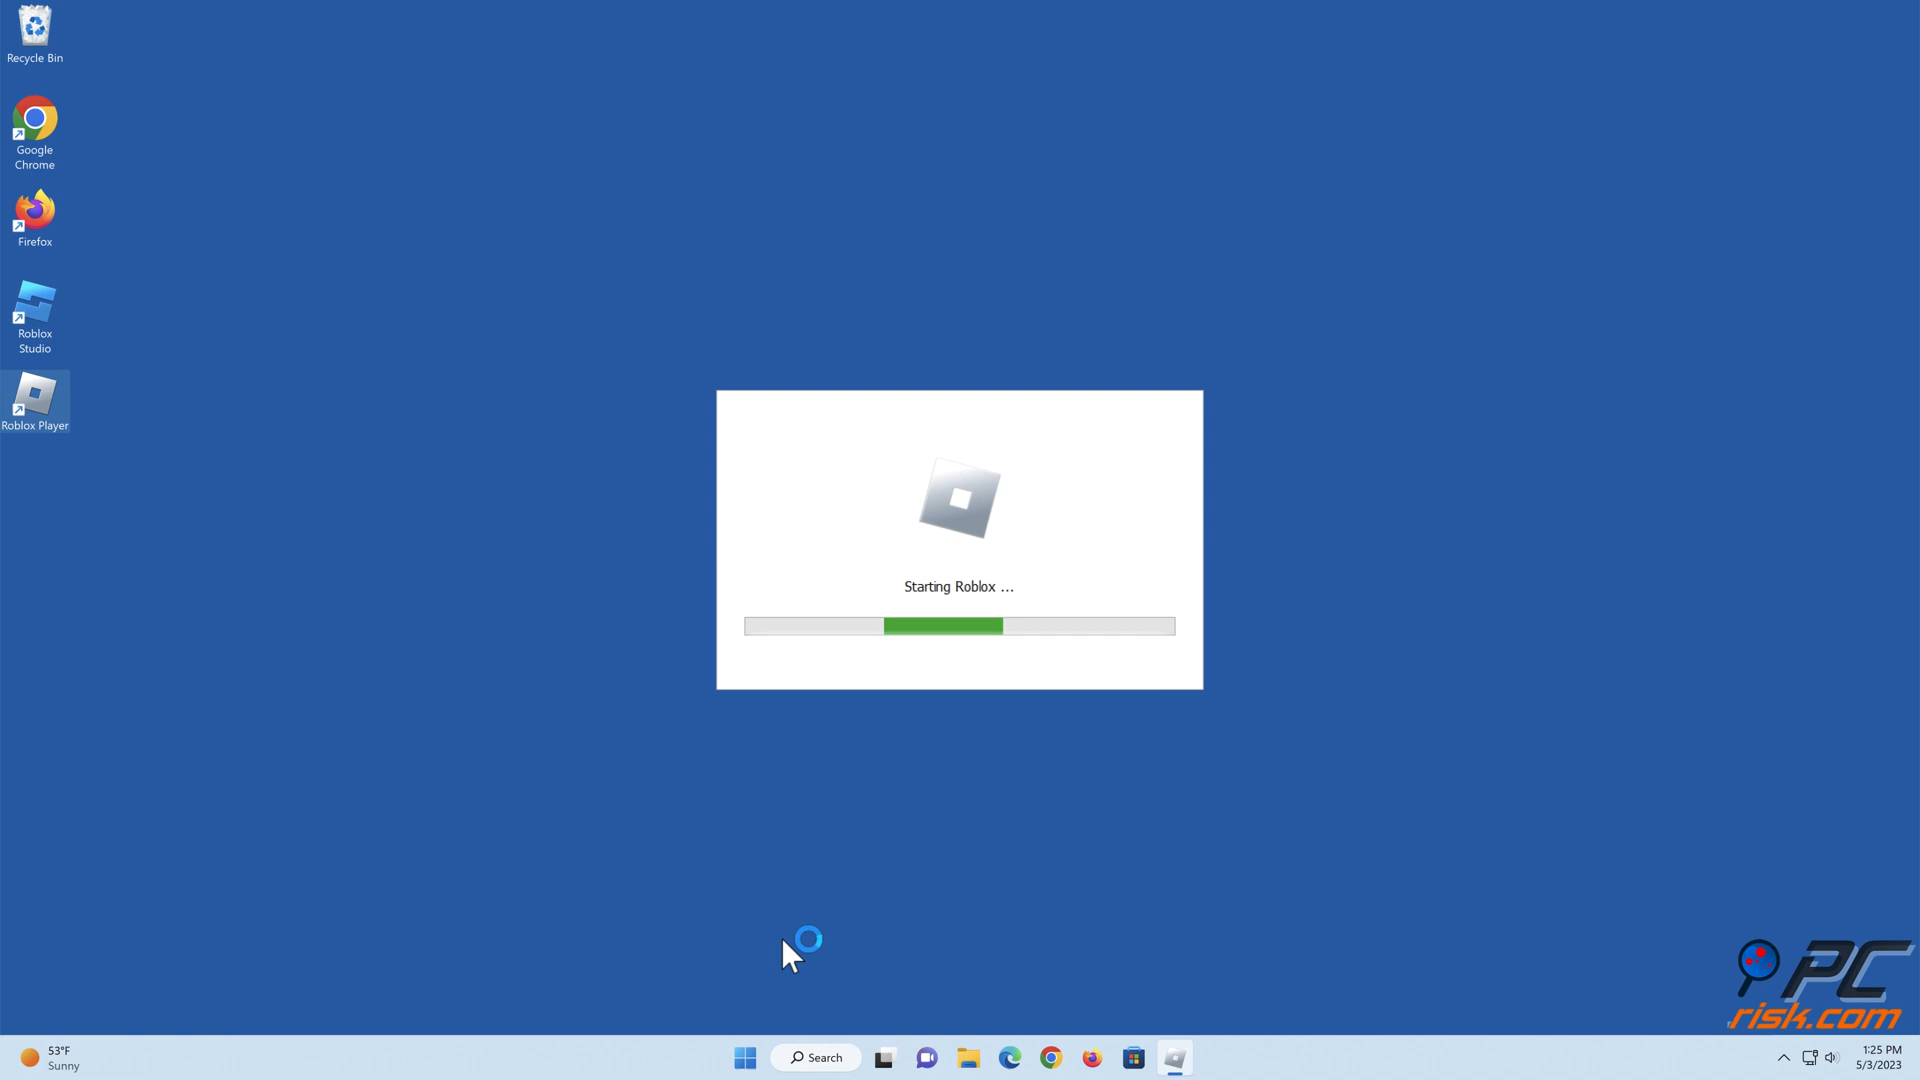 Recycle Bin
Google
Chrome
Firefox
Roblox
Studio
Roblox Player
Starting Roblox ...
PC
risk.com
53°F
Sunny
Search
1:25 PM
5/3/2023